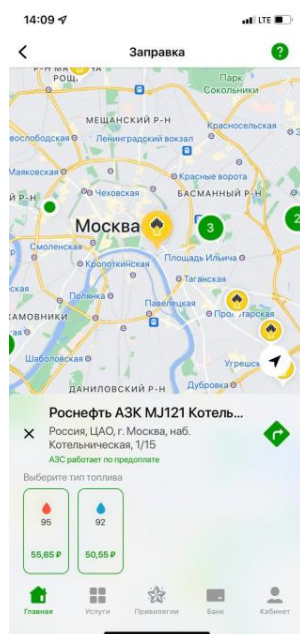 14:09
LTE
Заправка
?
РОЩ.
Парк
Сокольники
МЕЩАНСКИЙ Р-Н
Красносельская
Ленинградский вокзал
Маяковская
Красные ворота
Чеховская
БАСМАННЫЙ Р-Н
Й Р-Н
Москва
3
2
Смоленская
Площадь Ильича
Кропоткинская
Таганская
Полянка
Павелецкая
ХАМОВНИКИ
Шаболовская
Угрешск
Дубровка
ДАНИЛОВСКИЙ Р-Н
Роснефть АЗК MJ121 Котель...
Россия, ЦАО, г. Москва, наб.
Котельническая, 1/15
АЗС работает по предоплате
Выберите тип топлива
95
92
55,65 ₽
50,55 ₽
Главная
Услуги
Привилегии
Банк
Кабинет